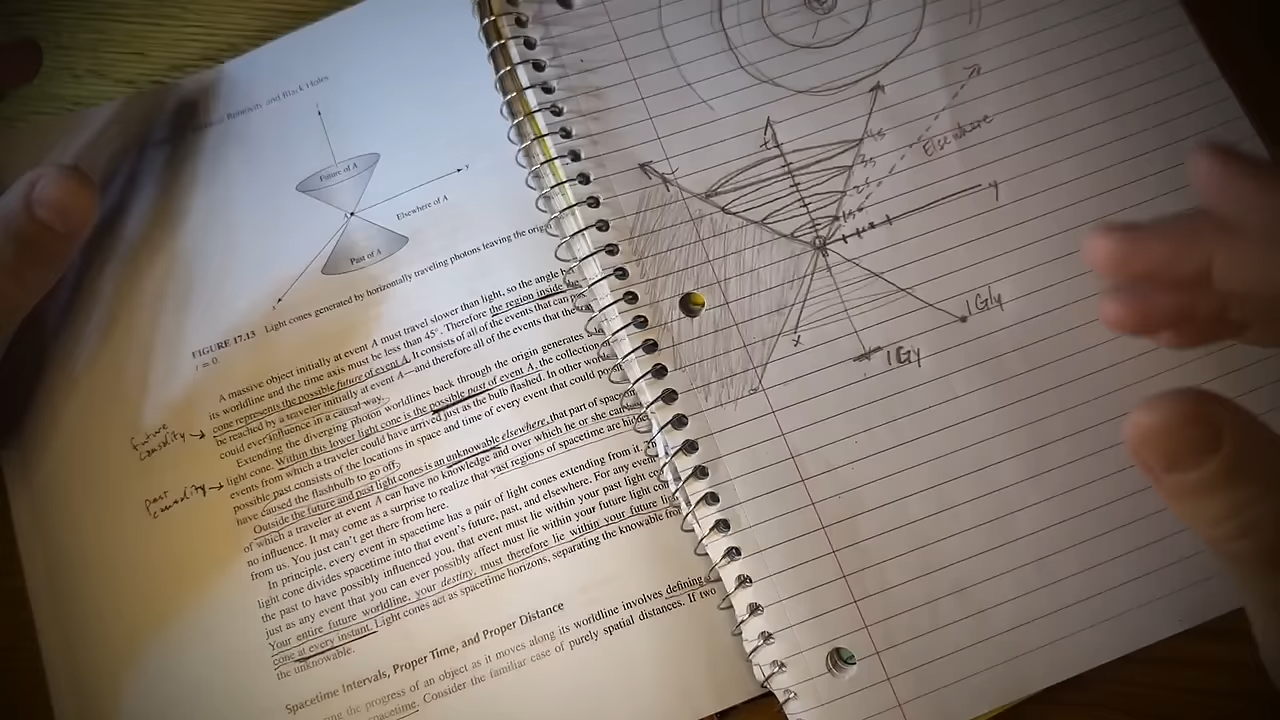 Relativity and Black Holes
Future of A
y
Elsewhere of A
A
Past of A
x
FIGURE 17.13 Light cones generated by horizontally traveling photons leaving the origin
t = 0.
A massive object initially at event A must travel slower than light, so the angle
its worldline and the time axis must be less than 45°. Therefore the region inside the
cone represents the possible future of event A. It consists of all of the events that can
be reached by a traveler initially at event A—and therefore all of the events that the
could ever influence in a causal way.
Extending the diverging photon worldlines back through the origin generates a
light cone. Within this lower light cone is the possible past of event A, the collection of
events from which a traveler could have arrived just as the bulb flashed. In other words
possible past consists of the locations in space and time of every event that could
have caused the flashbulb to go off.
Outside the future and past light cones is an unknowable elsewhere, that part of
of which a traveler at event A can have no knowledge and over which he or she can
no influence. It may come as a surprise to realize that vast regions of spacetime are
from us. You just can't get there from here.
In principle, every event in spacetime has a pair of light cones extending from it.
light cone divides spacetime into that event's future, past, and elsewhere. For any event
the past to have possibly influenced you, that event must lie within your past light
just as any event that you can ever possibly affect must lie within your future light
Your entire future worldline, your destiny, must therefore lie within your future
cone at every instant. Light cones act as spacetime horizons, separating the knowable
the unknowable.
Spacetime Intervals, Proper Time, and Proper Distance
the progress of an object as it moves along its worldline involves defining
spacetime. Consider the familiar case of purely spatial distances. If two
future
causality →
past
causality →
t
4s
3s
2s
1s
Elsewhere
y
x
1 Gly
1 Gy